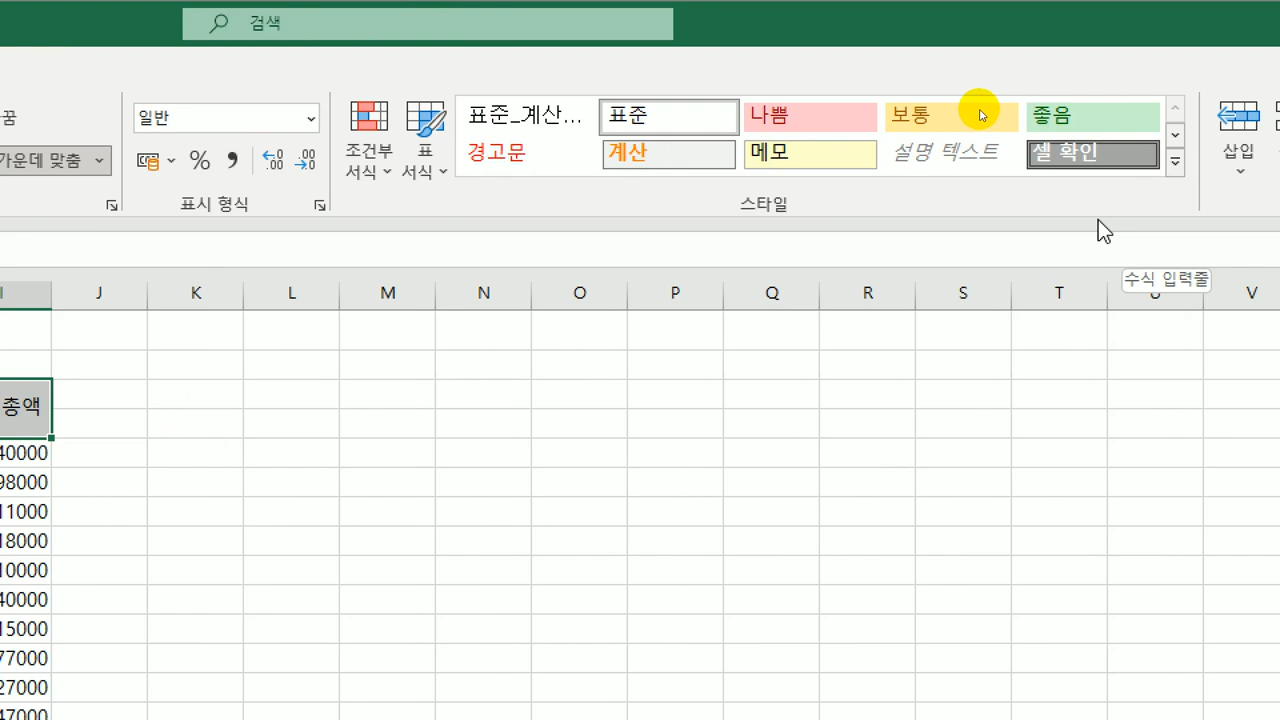 검색
꿈
일반
가운데 맞춤
표시 형식
조건부
서식
표
서식
표준_계산...
표준
나쁨
보통
좋음
경고문
계산
메모
설명 텍스트
셀 확인
스타일
삽입
수식 입력줄
I J K L M N O P Q R S T U V
총액
40000
98000
11000
18000
10000
40000
15000
77000
27000
47000